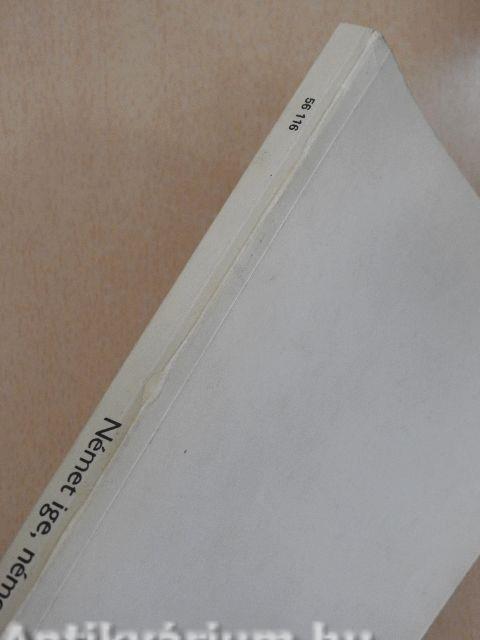 56 116
Német ige, néme
Antikvárium.hu